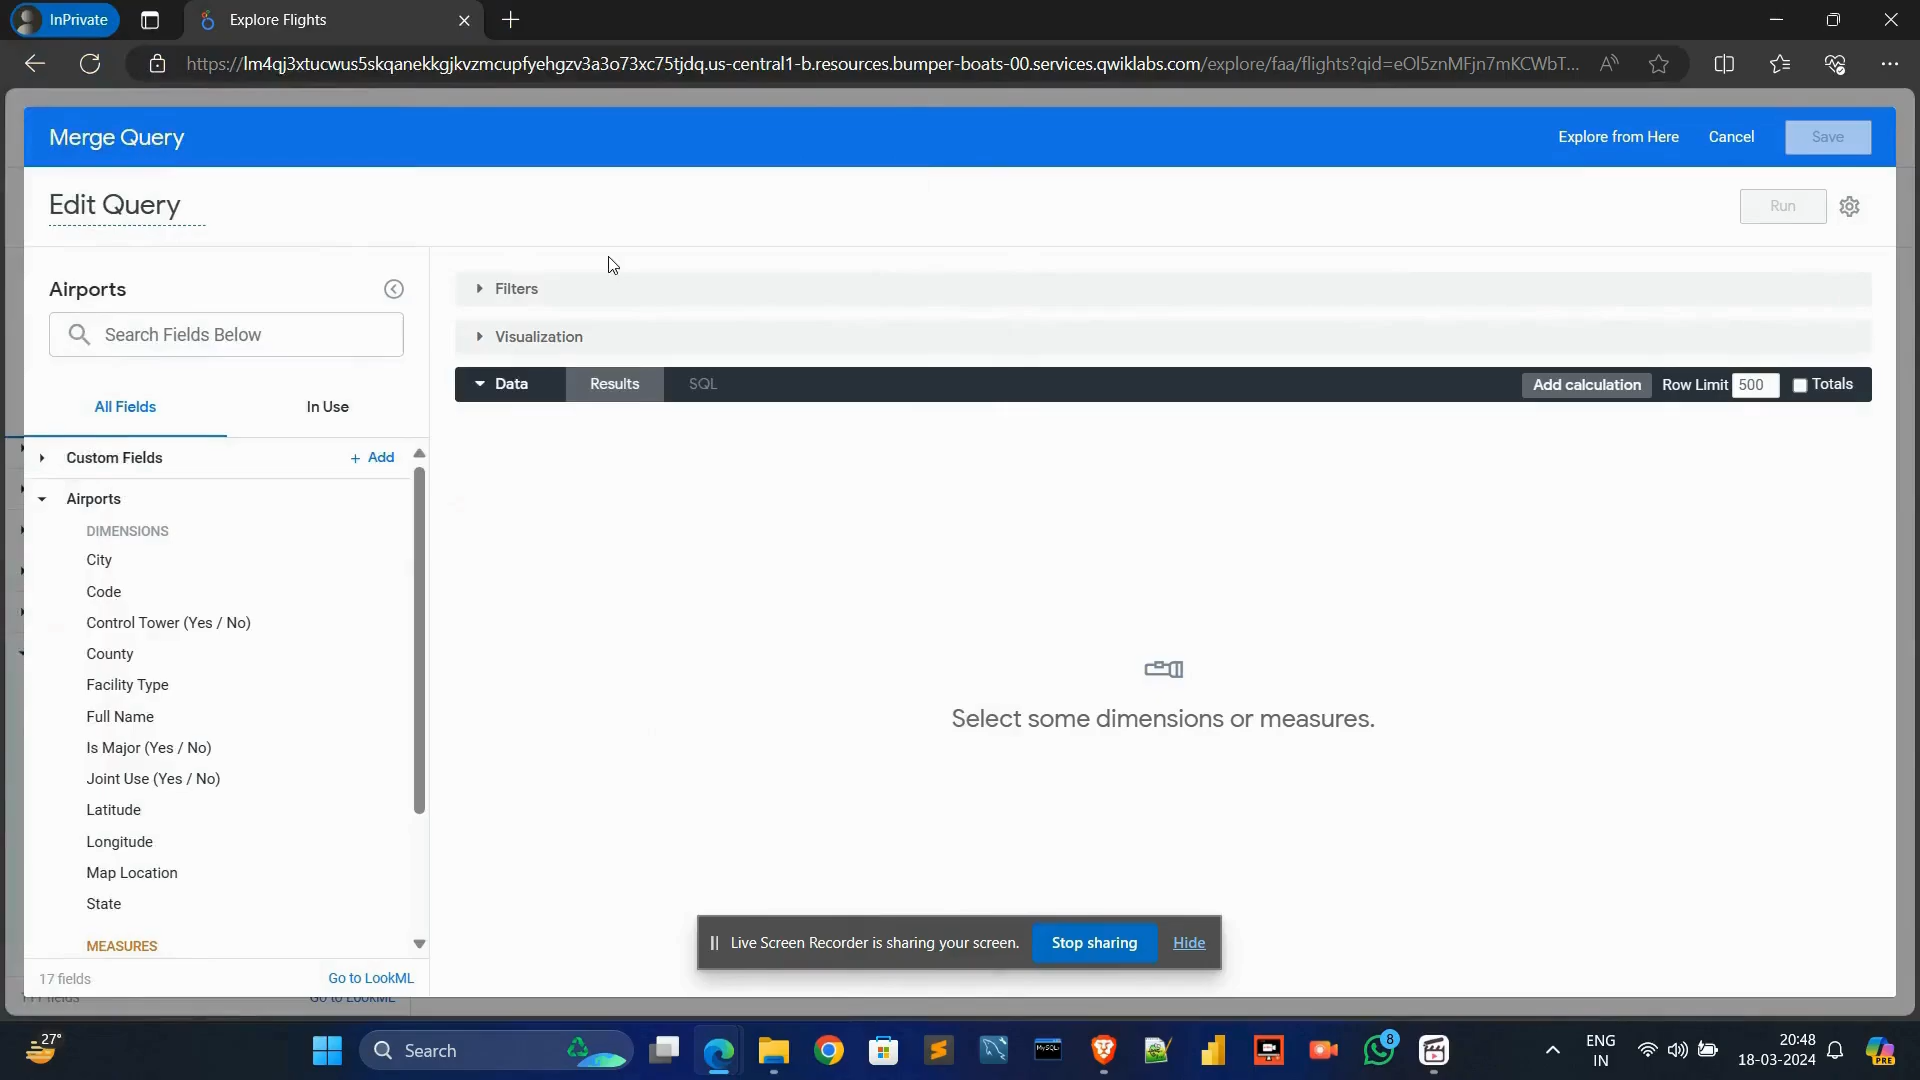 InPrivate
Explore Flights
https://lm4qj3xtucwus5skqanekkgjkvzmcupfyehgzv3a3o73xc75tjdq.us-central1-b.resources.bumper-boats-00.services.qwiklabs.com/explore/faa/flights?qid=eOl5znMFjn7mKCWbT...
Merge Query
Explore from Here
Cancel
Save
Edit Query
Run
Airports
Search Fields Below
All Fields
In Use
Custom Fields
+ Add
Airports
DIMENSIONS
City
Code
Control Tower (Yes / No)
County
Facility Type
Full Name
Is Major (Yes / No)
Joint Use (Yes / No)
Latitude
Longitude
Map Location
State
MEASURES
17 fields
Go to LookML
Filters
Visualization
Data
Results
SQL
Add calculation
Row Limit 500
Totals
Select some dimensions or measures.
Live Screen Recorder is sharing your screen.
Stop sharing
Hide
27°
Search
8
ENG
IN
20:48
18-03-2024
PRE